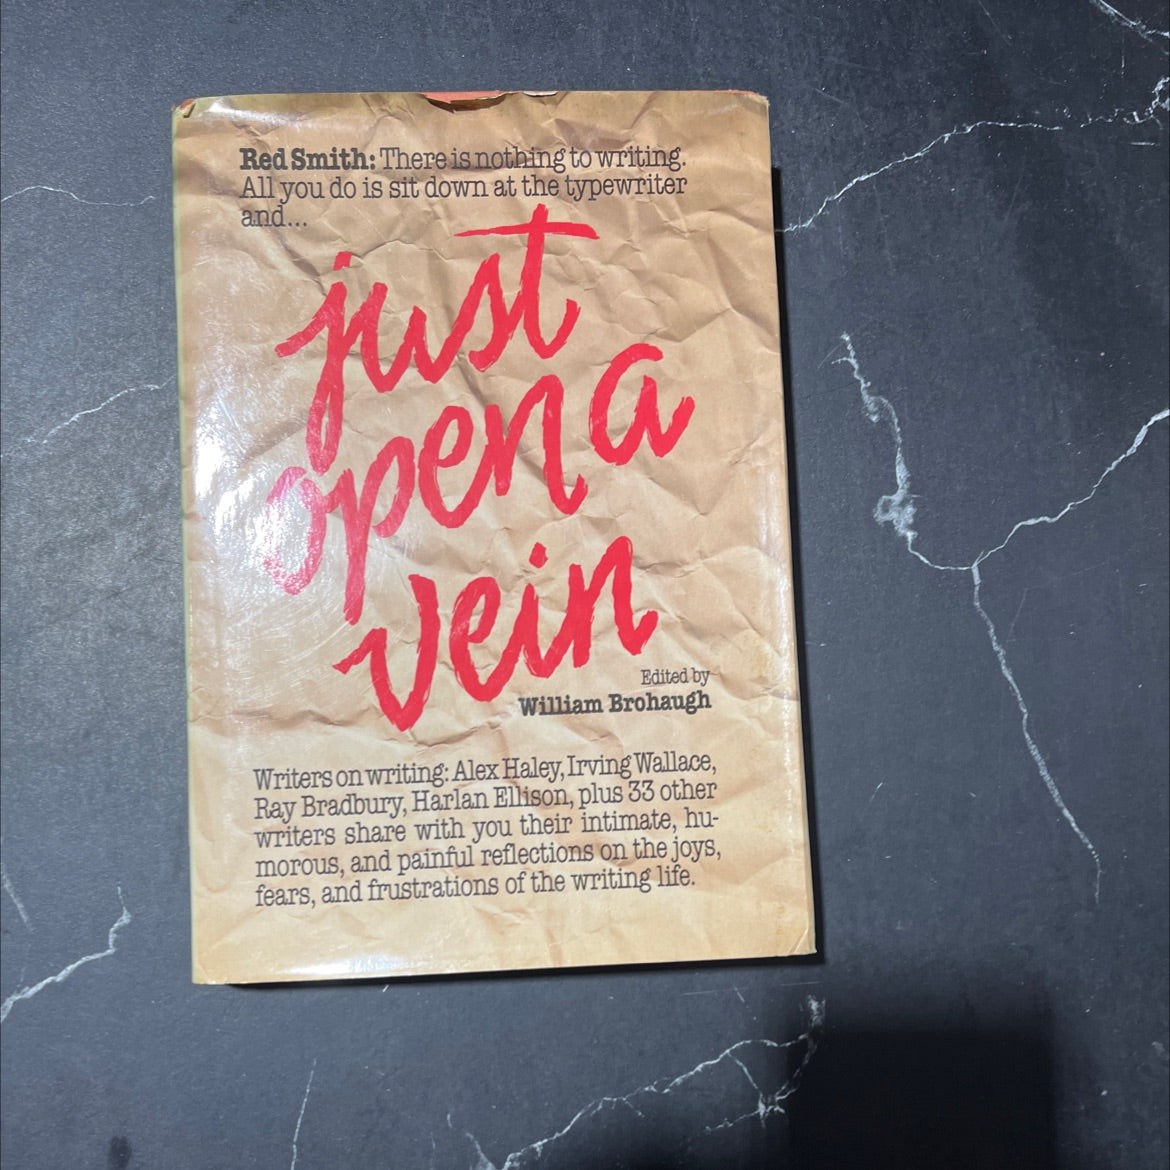 Red Smith: There is nothing to writing.
All you do is sit down at the typewriter
and...
just
open a
vein
Edited by
William Brohaugh
Writers on writing: Alex Haley, Irving Wallace,
Ray Bradbury, Harlan Ellison, plus 33 other
writers share with you their intimate, hu-
morous, and painful reflections on the joys,
fears, and frustrations of the writing life.